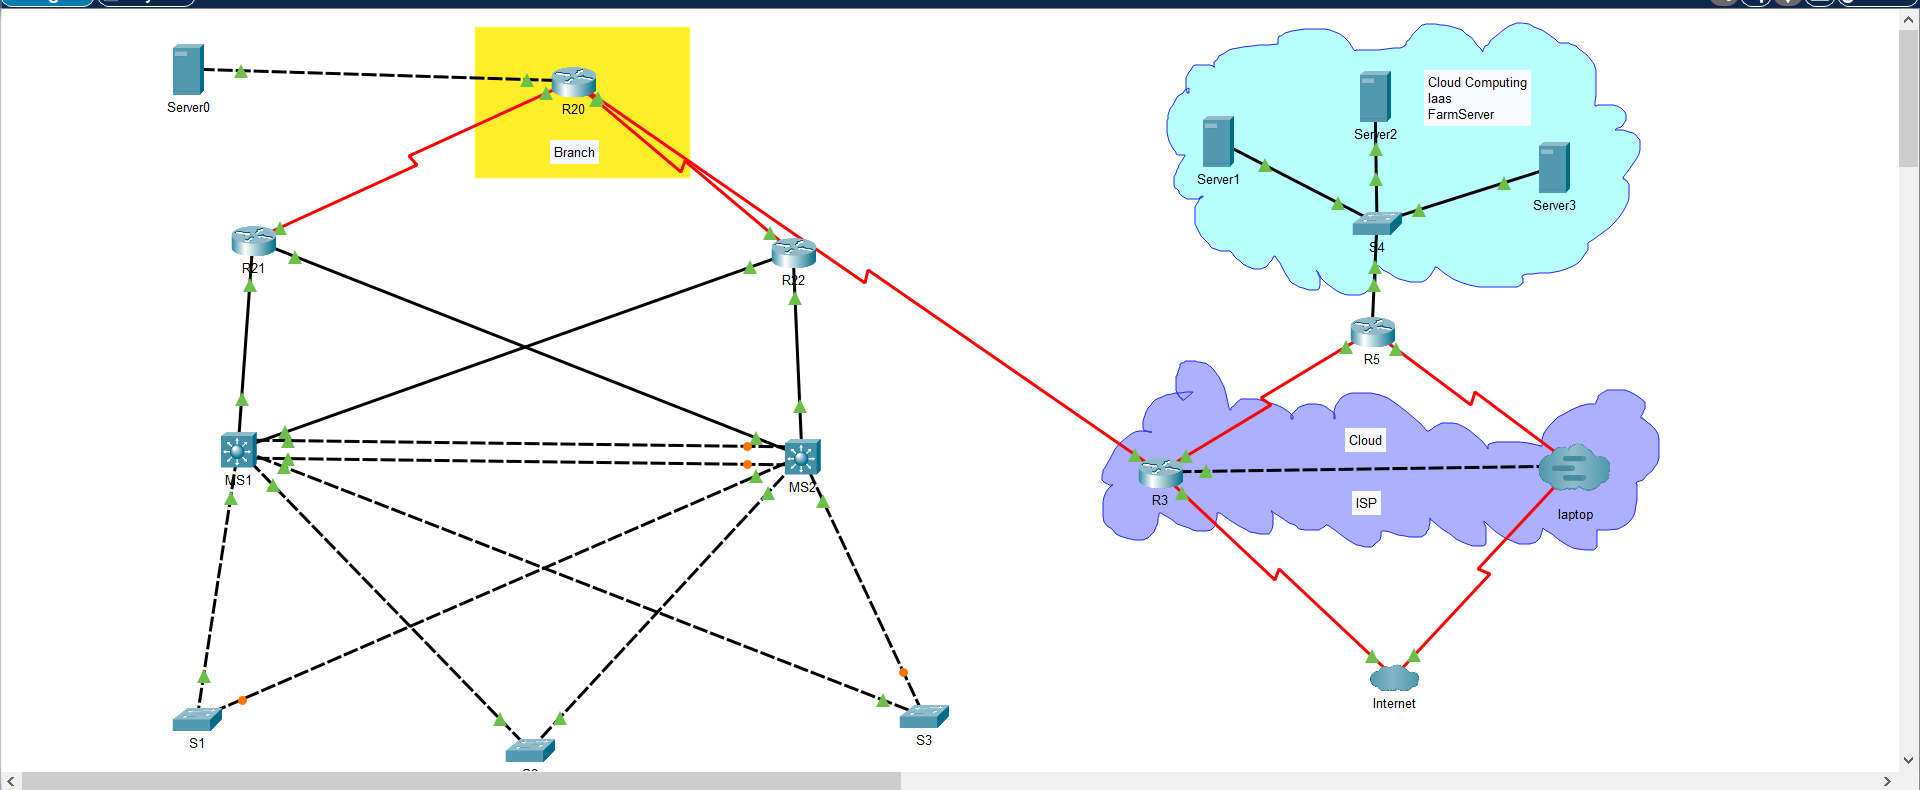 Server0
R20
Branch
Cloud Computing
Iaas
FarmServer
Server2
Server1
Server3
S4
R21
R22
R5
Cloud
MS1
MS2
R3
ISP
laptop
Internet
S1
S3